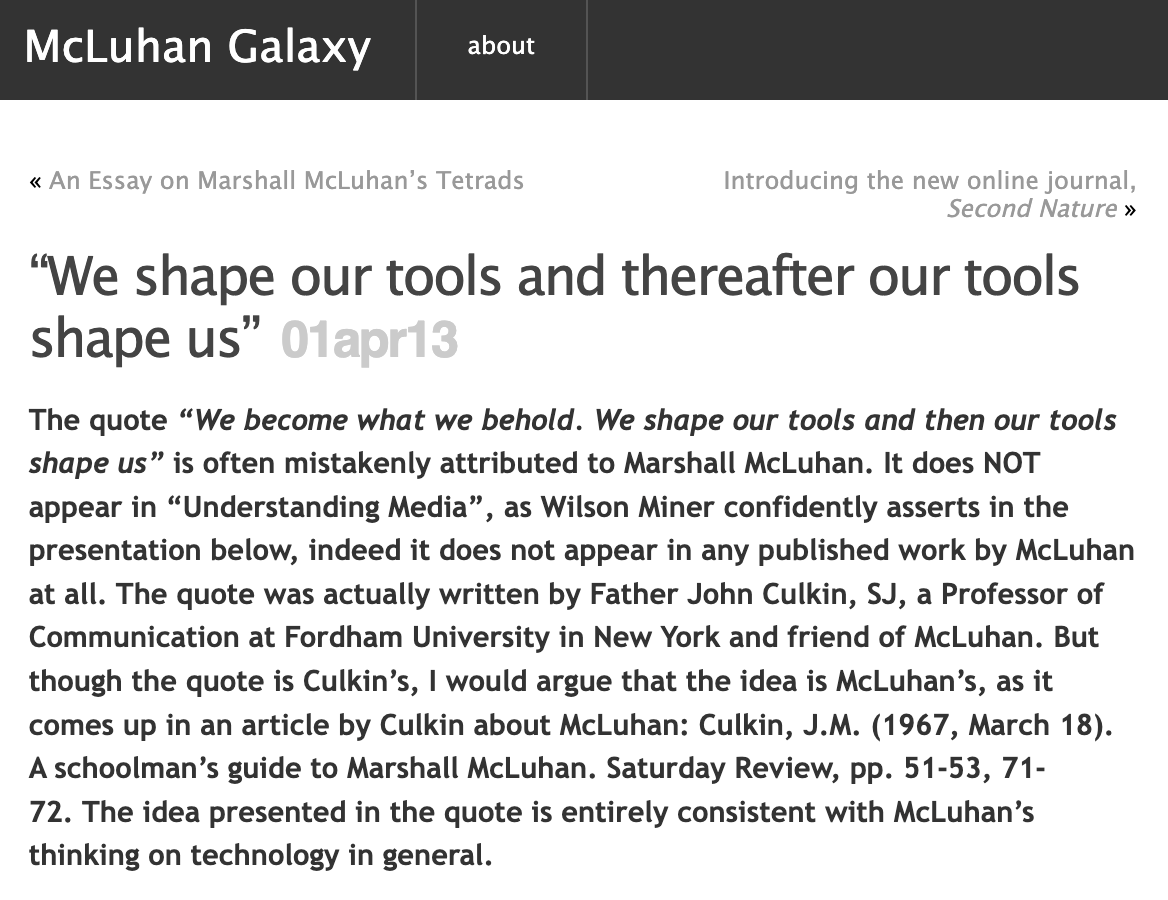 McLuhan Galaxy
about
« An Essay on Marshall McLuhan’s Tetrads
Introducing the new online journal,
Second Nature »
“We shape our tools and thereafter our tools
shape us” 01apr13
The quote “We become what we behold. We shape our tools and then our tools
shape us” is often mistakenly attributed to Marshall McLuhan. It does NOT
appear in “Understanding Media”, as Wilson Miner confidently asserts in the
presentation below, indeed it does not appear in any published work by McLuhan
at all. The quote was actually written by Father John Culkin, SJ, a Professor of
Communication at Fordham University in New York and friend of McLuhan. But
though the quote is Culkin’s, I would argue that the idea is McLuhan’s, as it
comes up in an article by Culkin about McLuhan: Culkin, J.M. (1967, March 18).
A schoolman’s guide to Marshall McLuhan. Saturday Review, pp. 51-53, 71-
72. The idea presented in the quote is entirely consistent with McLuhan’s
thinking on technology in general.